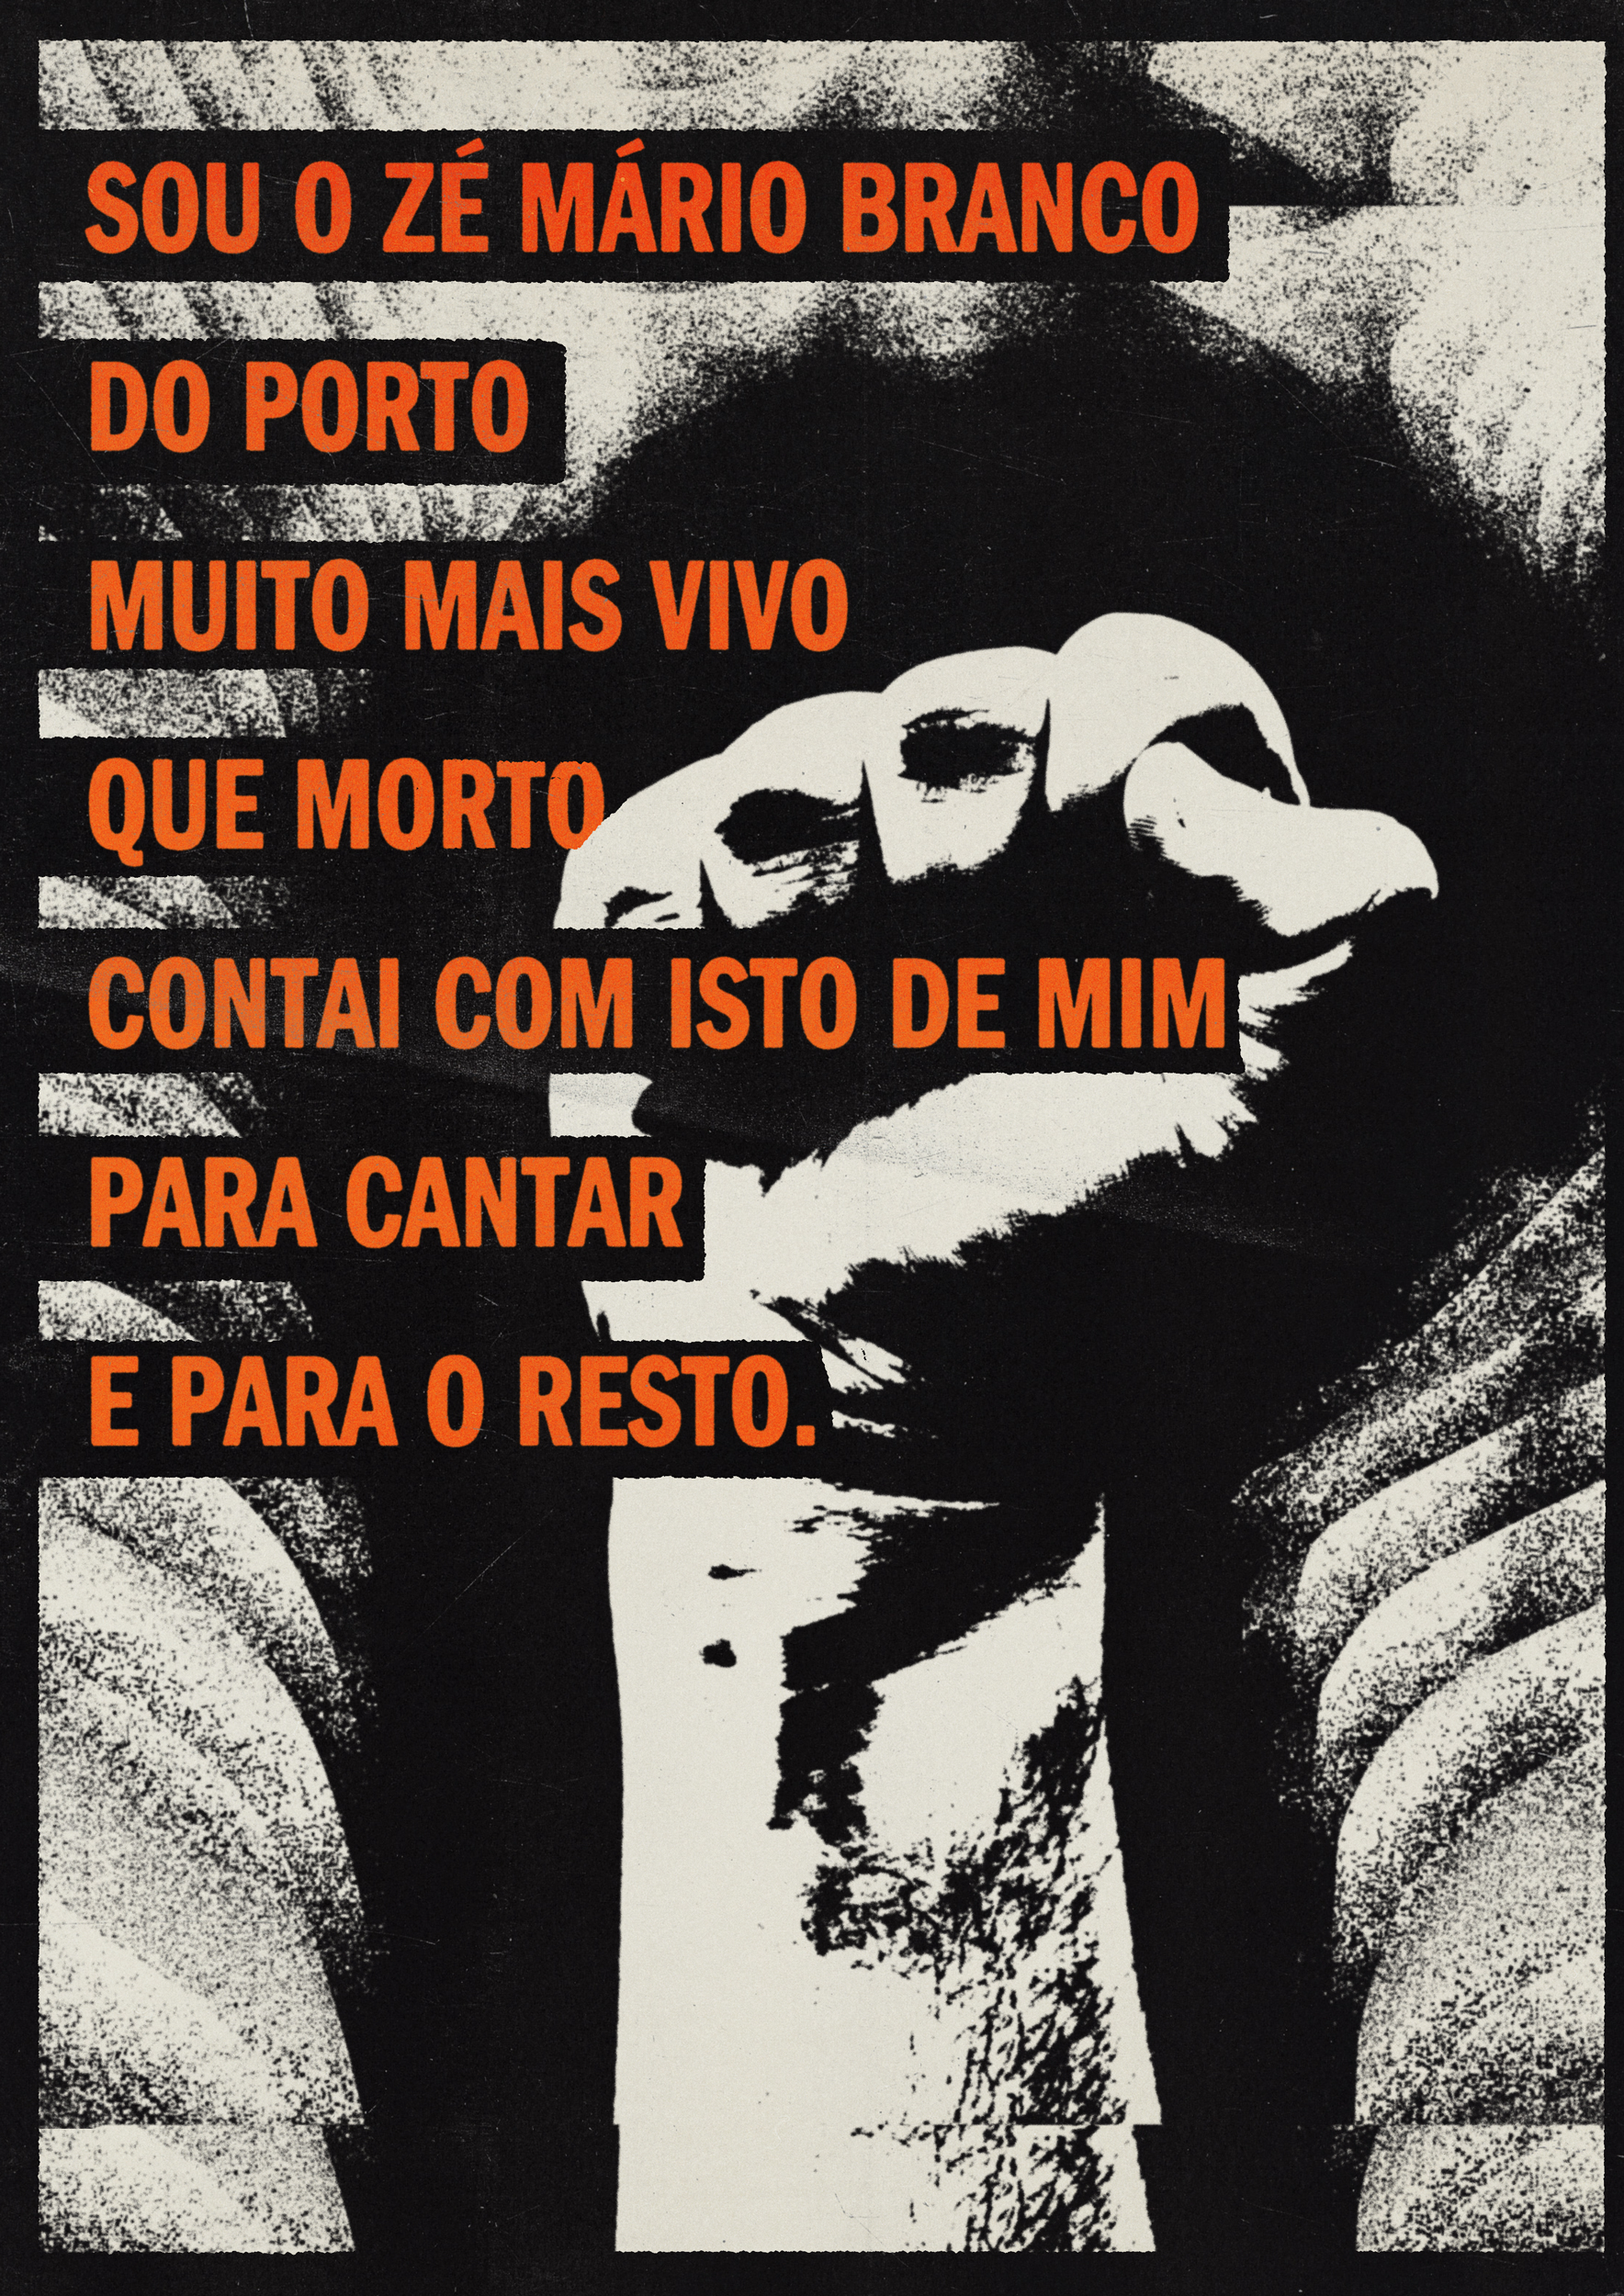 SOU O ZÉ MÁRIO BRANCO
DO PORTO
MUITO MAIS VIVO
QUE MORTO
CONTAI COM ISTO DE MIM
PARA CANTAR
E PARA O RESTO.